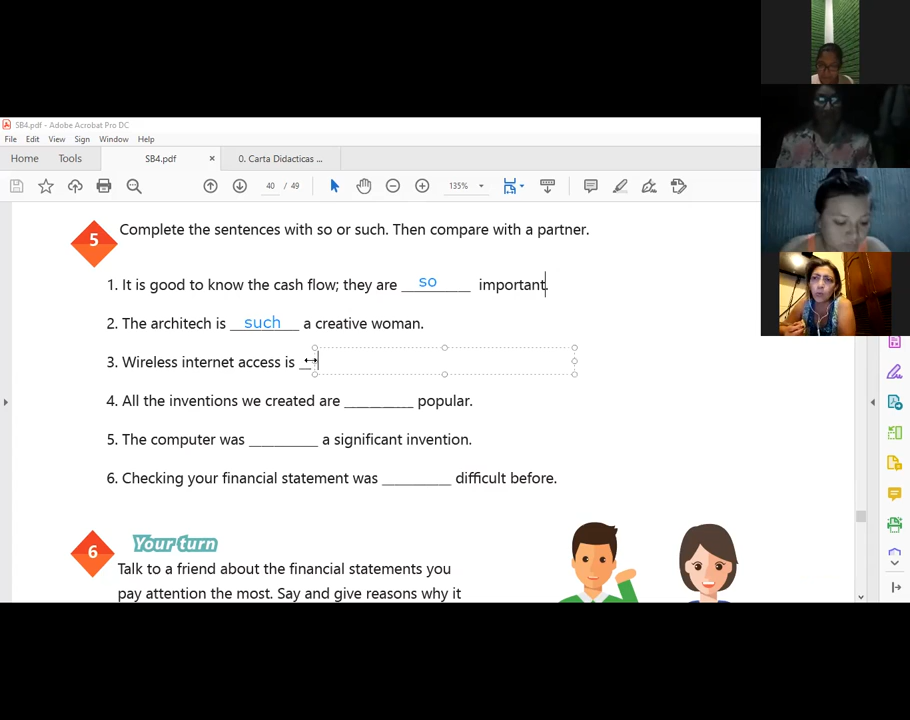 SB4.pdf - Adobe Acrobat Pro DC
File Edit View Sign Window Help
Home Tools SB4.pdf × 0. Carta Didacticas ...
40 / 49 135%
5 Complete the sentences with so or such. Then compare with a partner.
1. It is good to know the cash flow; they are so important.
2. The architech is such a creative woman.
3. Wireless internet access is __
4. All the inventions we created are __________ popular.
5. The computer was __________ a significant invention.
6. Checking your financial statement was __________ difficult before.
6 Your turn
Talk to a friend about the financial statements you
pay attention the most. Say and give reasons why it